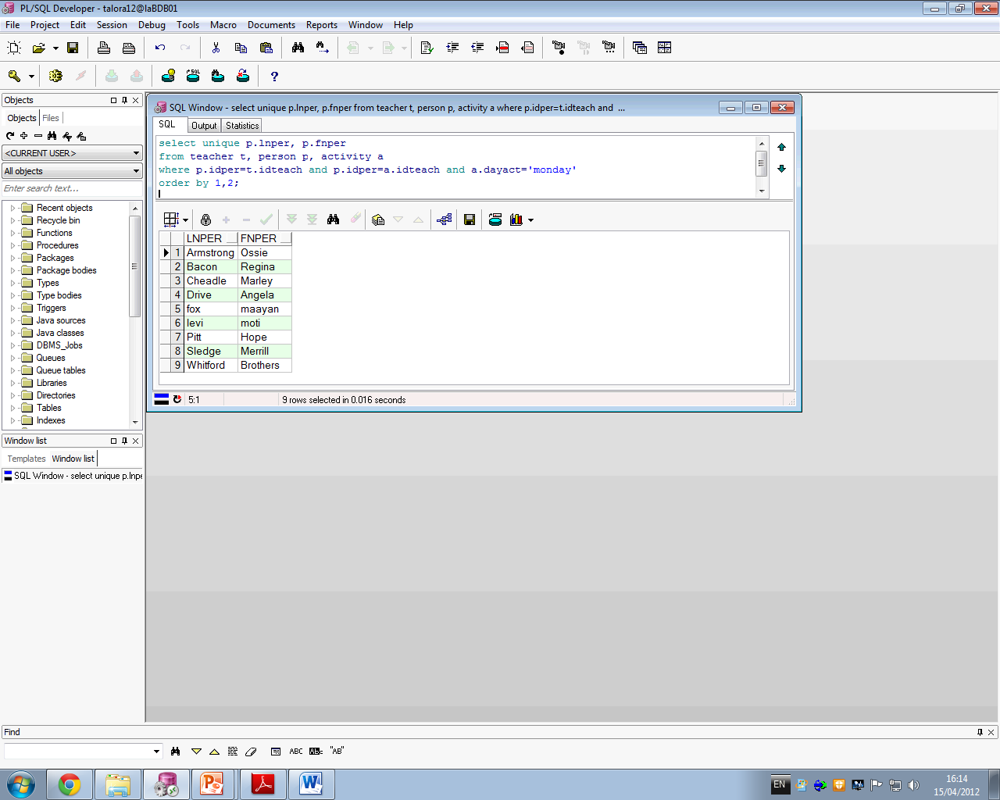 PL/SQL Developer - talora12@laBDB01
File Project Edit Session Debug Tools Macro Documents Reports Window Help
SQL
Objects
Objects Files
<CURRENT USER>
All objects
Enter search text...
Recent objects
Recycle bin
Functions
Procedures
Packages
Package bodies
Types
Type bodies
Triggers
Java sources
Java classes
DBMS_Jobs
Queues
Queue tables
Libraries
Directories
Tables
Indexes
Window list
Templates Window list
SQL Window - select unique p.lnpe
SQL Window - select unique p.lnper, p.fnper from teacher t, person p, activity a where p.idper=t.idteach and ...
SQL Output Statistics
select unique p.lnper, p.fnper
from teacher t, person p, activity a
where p.idper=t.idteach and p.idper=a.idteach and a.dayact='monday'
order by 1,2;
LNPER FNPER
1 Armstrong Ossie
2 Bacon Regina
3 Cheadle Marley
4 Drive Angela
5 fox maayan
6 levi moti
7 Pitt Hope
8 Sledge Merrill
9 Whitford Brothers
5:1 9 rows selected in 0.016 seconds
Find
ABC "AB"
EN
16:14
15/04/2012